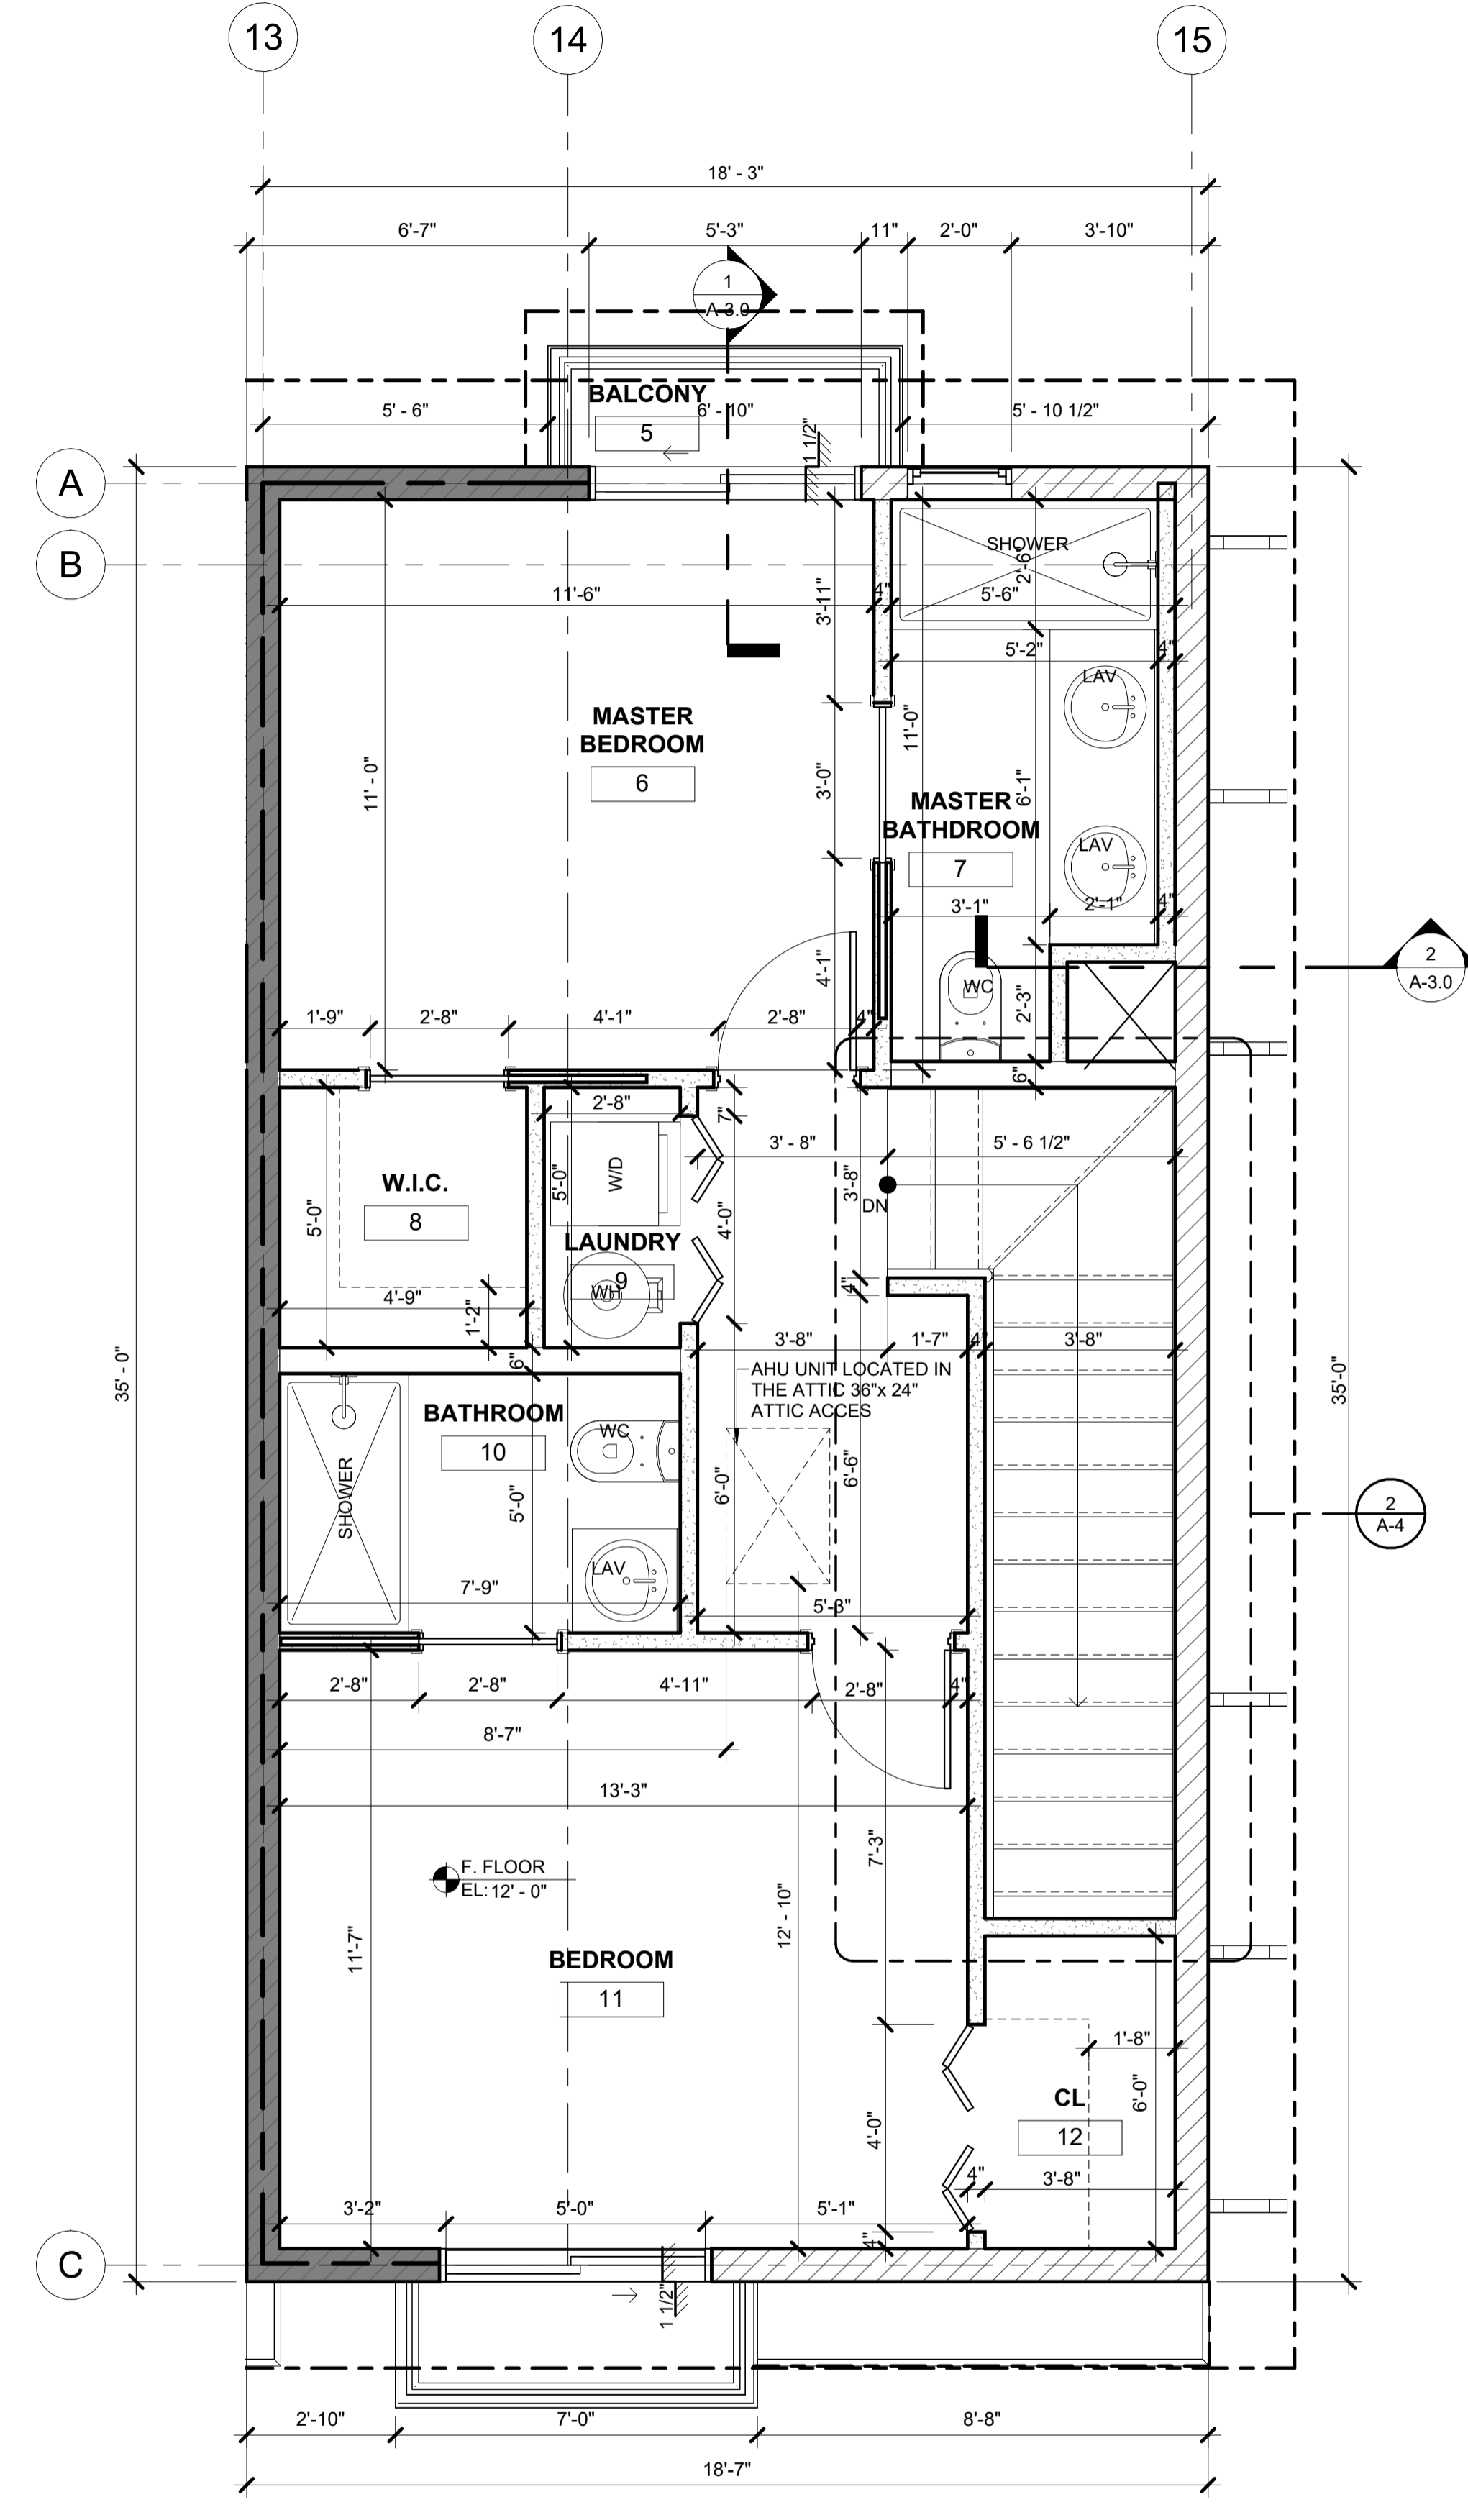 13
14
15
18' - 3"
6'-7"
5'-3"
11"
2'-0"
3'-10"
1
A-3.0
BALCONY
5
5' - 6"
6' - 10"
5' - 10 1/2"
1 1/2"
A
B
SHOWER
2'-6"
11'-6"
4"
5'-6"
3'-11"
5'-2"
4"
LAV
MASTER
BEDROOM
6
11' - 0"
3'-0"
11'-0"
MASTER
BATHDROOM
7
6'-1"
LAV
3'-1"
2'-1"
4"
2
A-3.0
4'-1"
WC
2'-3"
1'-9"
2'-8"
4'-1"
2'-8"
4"
6"
2'-8"
7"
3' - 8"
5' - 6 1/2"
W.I.C.
8
W/D
5'-0"
5'-0"
3'-8"
DN
4'-0"
LAUNDRY
9
WH
4'-9"
1'-2"
4"
3'-8"
1'-7"
4"
3'-8"
6"
AHU UNIT LOCATED IN
THE ATTIC 36"x 24"
ATTIC ACCES
35' - 0"
35'-0"
BATHROOM
10
WC
SHOWER
5'-0"
6'-0"
6'-6"
LAV
7'-9"
5'-3"
2
A-4
2'-8"
2'-8"
4'-11"
2'-8"
4"
8'-7"
13'-3"
7'-3"
F. FLOOR
EL: 12' - 0"
11'-7"
12' - 10"
BEDROOM
11
1'-8"
CL
12
6'-0"
4'-0"
4"
3'-8"
3'-2"
5'-0"
5'-1"
4"
C
1 1/2"
2'-10"
7'-0"
8'-8"
18'-7"